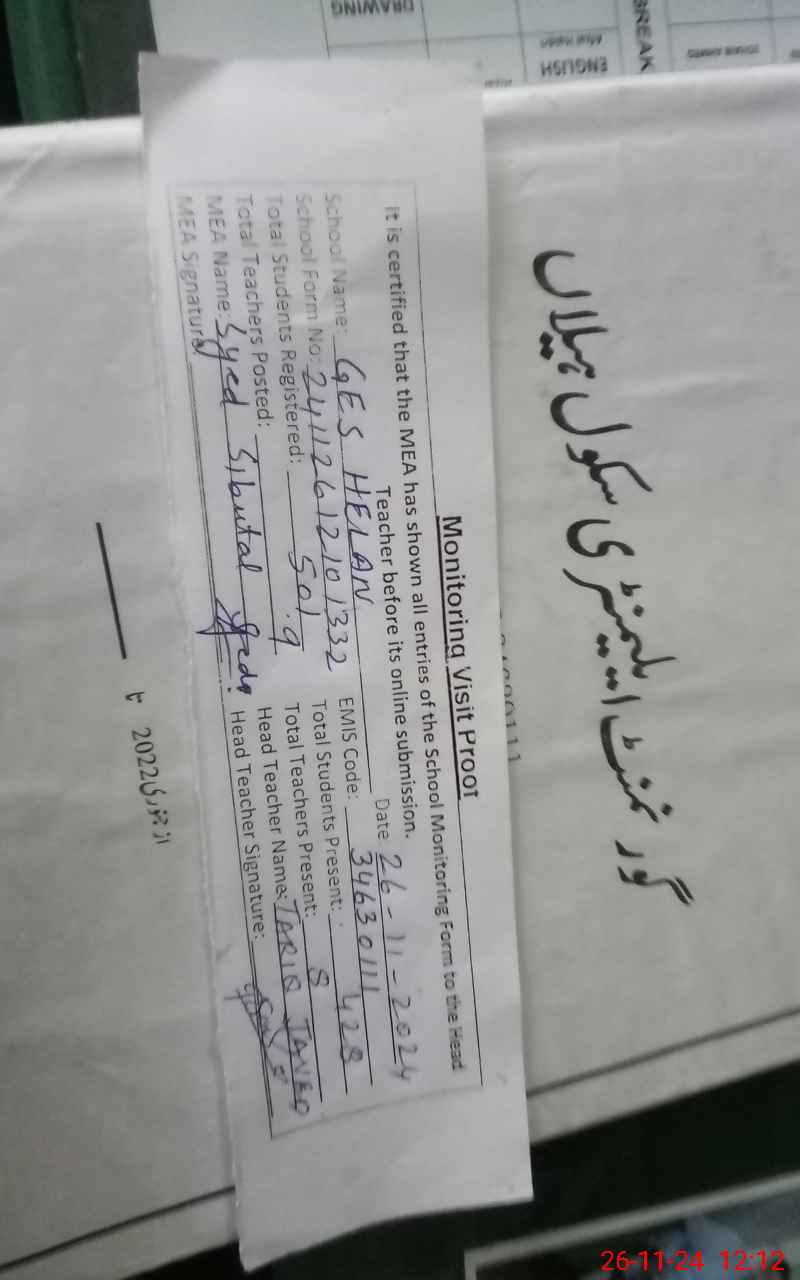 DRAWING
ENGLISH
BREAK
گورنمنٹ ایلیمنٹری سکول ہیلاں
Monitoring Visit Proof
It is certified that the MEA has shown all entries of the School Monitoring Form to the Head
Teacher before its online submission.
Date 26-11-2024
School Name: GES HELAN EMIS Code: 34630111
School Form No: 24112612101332 Total Students Present: 428
Total Students Registered: 501 Total Teachers Present: 8
Total Teachers Posted: 9 Head Teacher Name: TARIQ JAVED
MEA Name: Syed Sibutal Head Teacher Signature:
MEA Signature
از جنوری 2022 تا
26-11-24 12:12